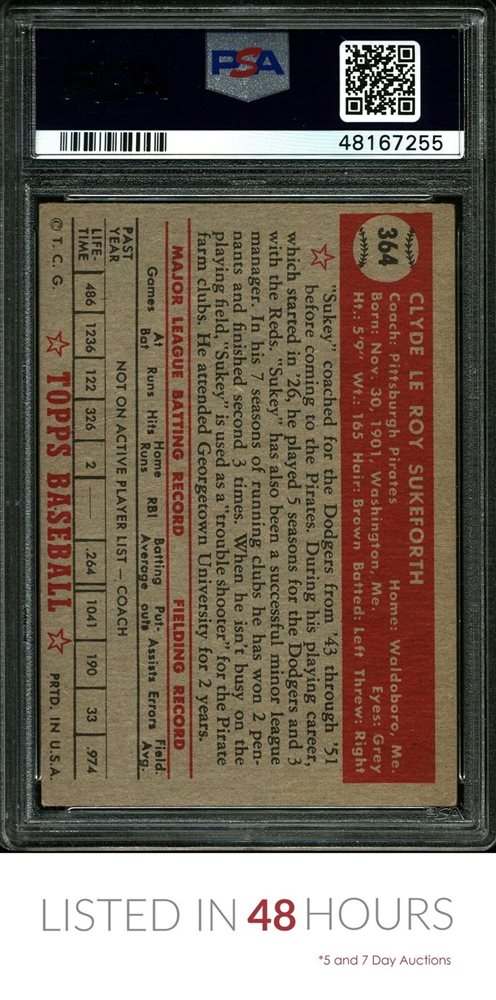 PSA
48167255
364
CLYDE LE ROY SUKEFORTH
Coach: Pittsburgh Pirates Home: Waldoboro, Me.
Born: Nov. 30, 1901, Washington, Me. Eyes: Grey
Ht.: 5'9" Wt.: 165 Hair: Brown Batted: Left Threw: Right
"Sukey" coached for the Dodgers from '43 through '51
before coming to the Pirates. During his playing career,
which started in '26, he played 5 seasons for the Dodgers and 3
with the Reds. "Sukey" has also been a successful minor league
manager. In his 7 seasons of running clubs he has won 2 pen-
nants and finished second 3 times. When he isn't busy on the
playing field, "Sukey" is used as a "trouble shooter" for the Pirate
farm clubs. He attended Georgetown University for 2 years.
MAJOR LEAGUE BATTING RECORD FIELDING RECORD
Games At Bat Runs Hits Home Runs RBI Batting Average Put-outs Assists Errors Field. Avg.
PAST YEAR NOT ON ACTIVE PLAYER LIST — COACH
LIFE-TIME 486 1236 122 326 2 .264 1041 190 33 .974
© T. C. G. TOPPS BASEBALL PRTD. IN U.S.A.
PSA
LISTED IN 48 HOURS
*5 and 7 Day Auctions